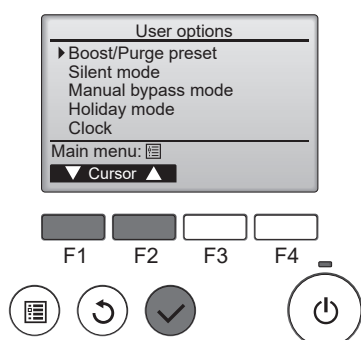 User options
Boost/Purge preset
Silent mode
Manual bypass mode
Holiday mode
Clock
Main menu:
▼ Cursor ▲
F1 F2 F3 F4